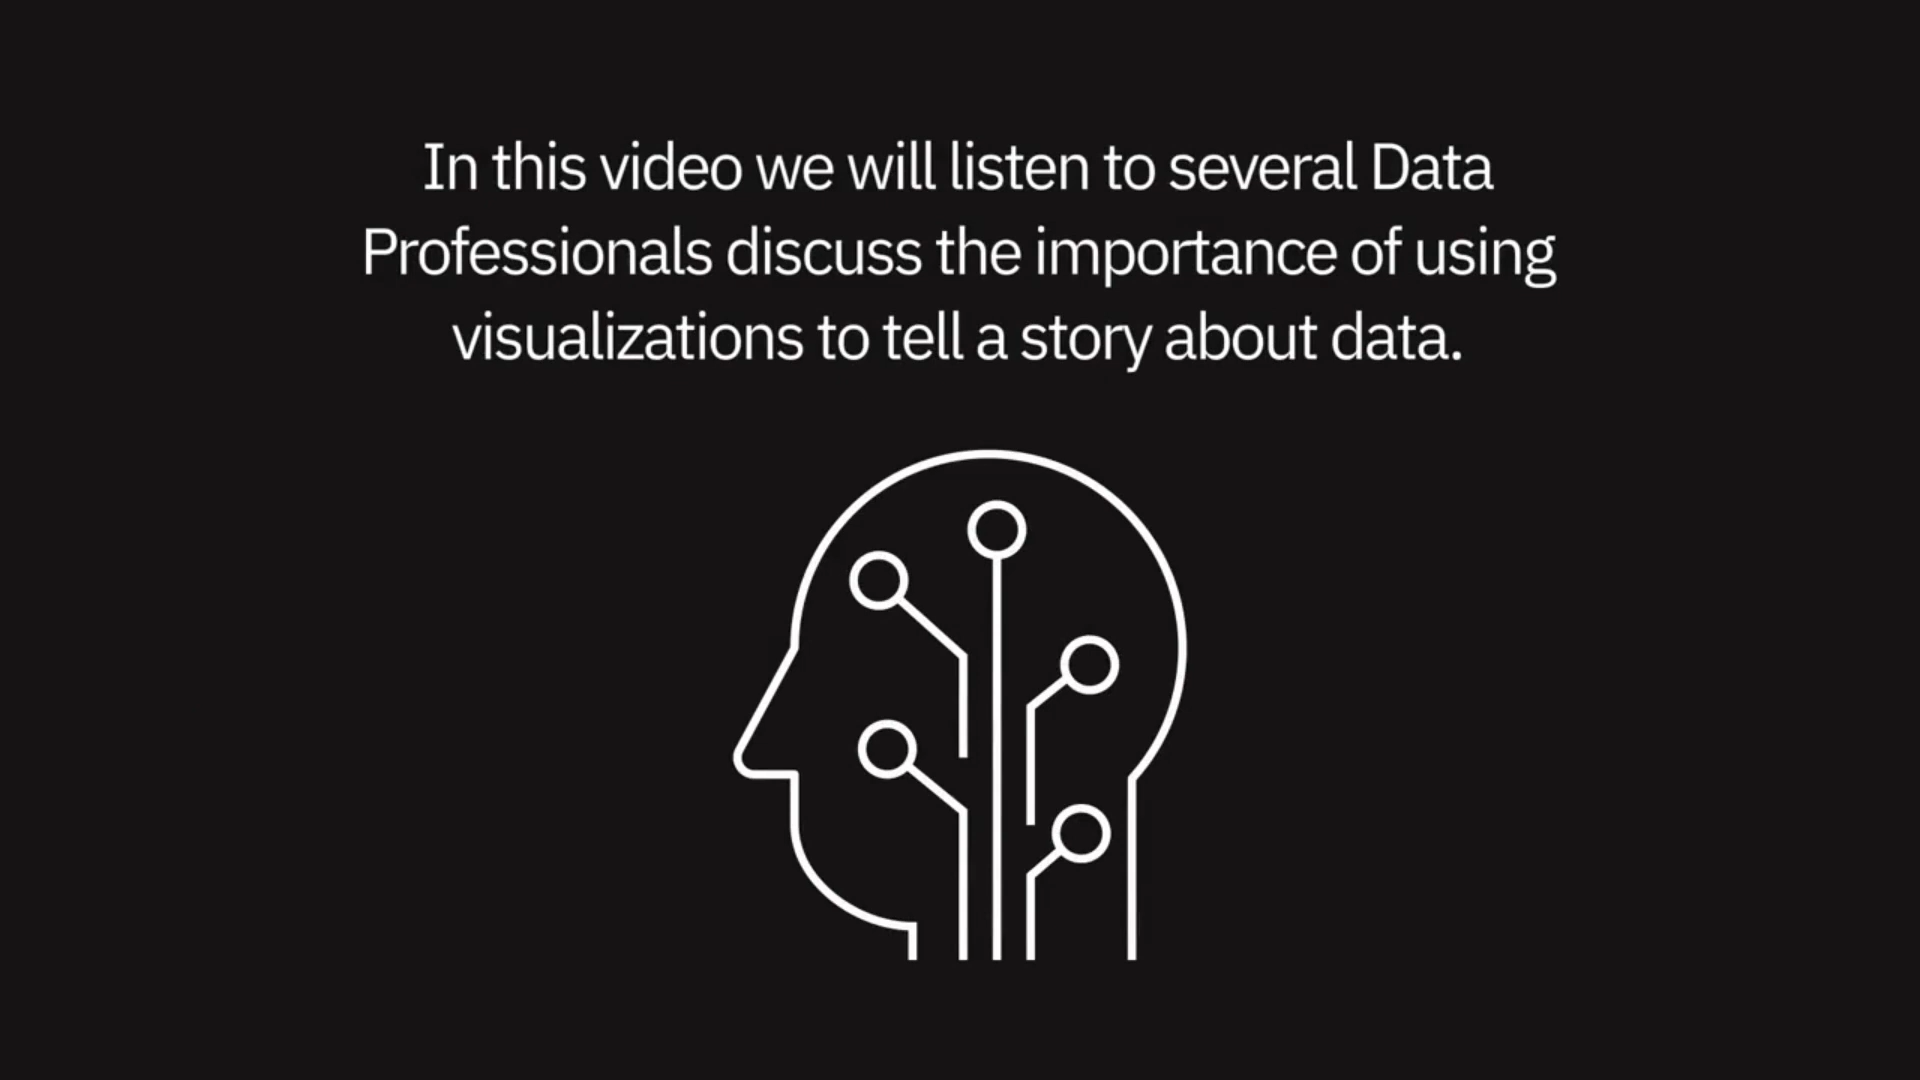 In this video we will listen to several Data
Professionals discuss the importance of using
visualizations to tell a story about data.